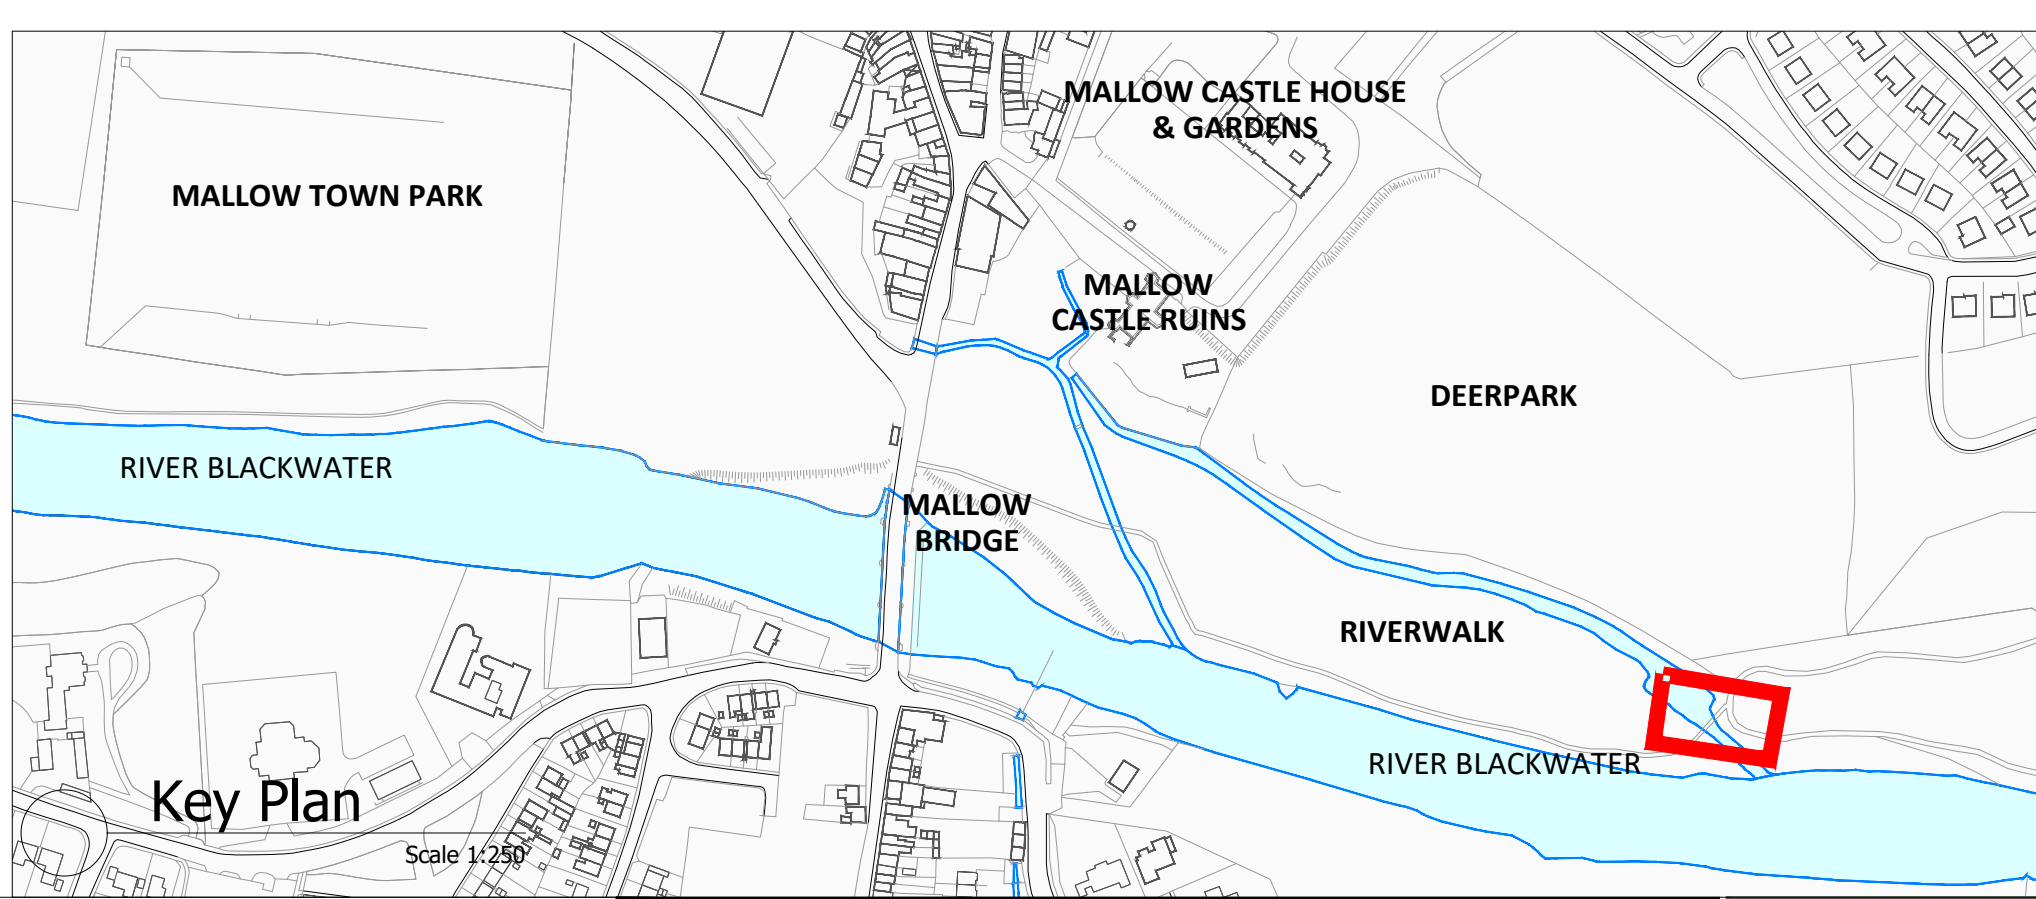 MALLOW CASTLE HOUSE
& GARDENS
MALLOW TOWN PARK
MALLOW
CASTLE RUINS
DEERPARK
RIVER BLACKWATER
MALLOW
BRIDGE
RIVERWALK
RIVER BLACKWATER
Key Plan
Scale 1:250